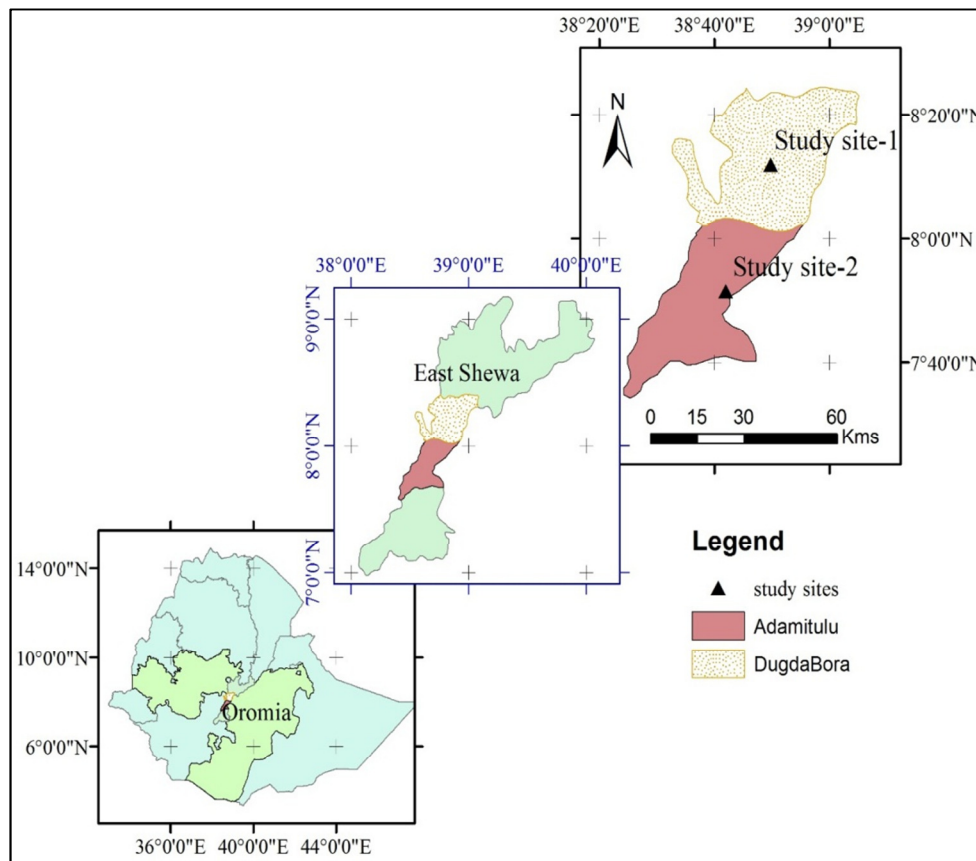 38°20'0"E 38°40'0"E 39°0'0"E
N
8°20'0"N
Study site-1
8°0'0"N
Study site-2
7°40'0"N
0 15 30 60
Kms
38°0'0"E 39°0'0"E 40°0'0"E
9°0'0"N
East Shewa
8°0'0"N
7°0'0"N
Legend
study sites
Adamitulu
DugdaBora
14°0'0"N
10°0'0"N
Oromia
6°0'0"N
36°0'0"E 40°0'0"E 44°0'0"E